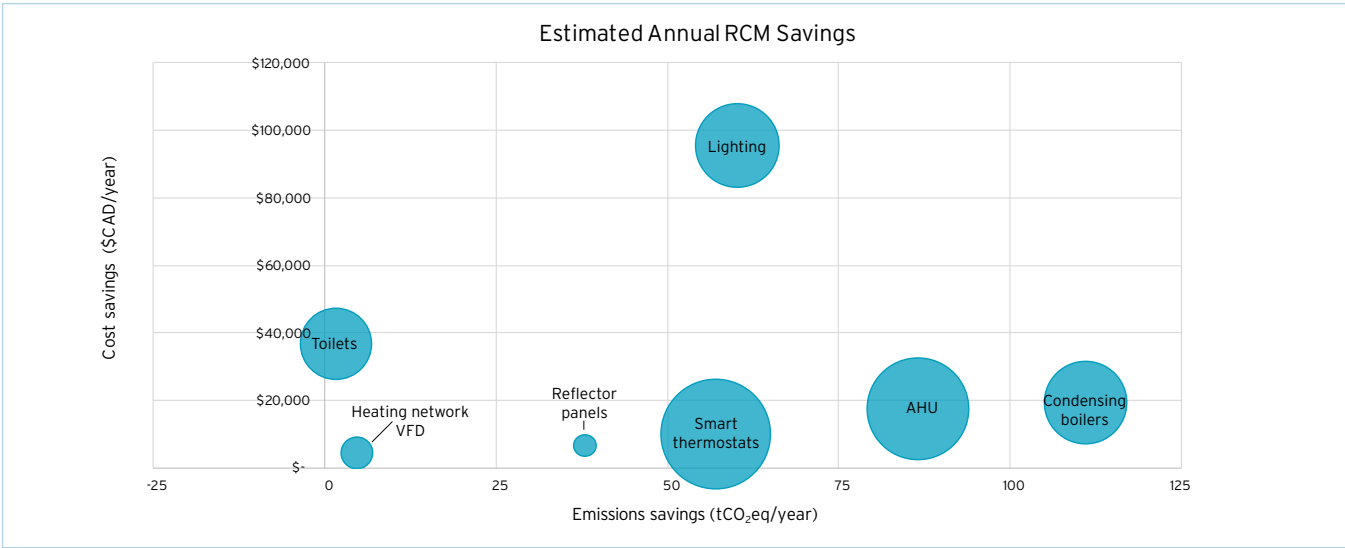 Estimated Annual RCM Savings
Cost savings ($CAD/year)
$120,000
$100,000
$80,000
$60,000
$40,000
$20,000
$-
Lighting
Toilets
Heating network
VFD
Reflector
panels
Smart
thermostats
AHU
Condensing
boilers
-25
0
25
50
75
100
125
Emissions savings (tCO₂eq/year)